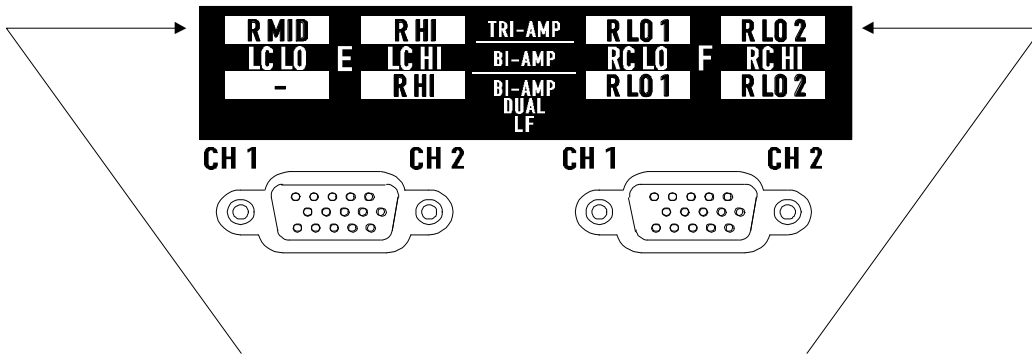 R MID R HI TRI-AMP R LO 1 R LO 2
LC LO E LC HI BI-AMP RC LO F RC HI
- R HI BI-AMP R LO 1 R LO 2
DUAL
LF
CH 1 CH 2 CH 1 CH 2